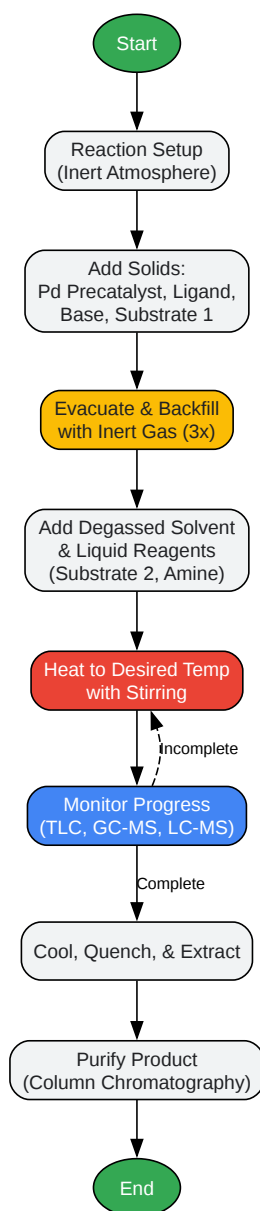 Start
Reaction Setup
(Inert Atmosphere)
Add Solids:
Pd Precatalyst, Ligand,
Base, Substrate 1
Evacuate & Backfill
with Inert Gas (3x)
Add Degassed Solvent
& Liquid Reagents
(Substrate 2, Amine)
Heat to Desired Temp
with Stirring
Incomplete
Monitor Progress
(TLC, GC-MS, LC-MS)
Complete
Cool, Quench, & Extract
Purify Product
(Column Chromatography)
End